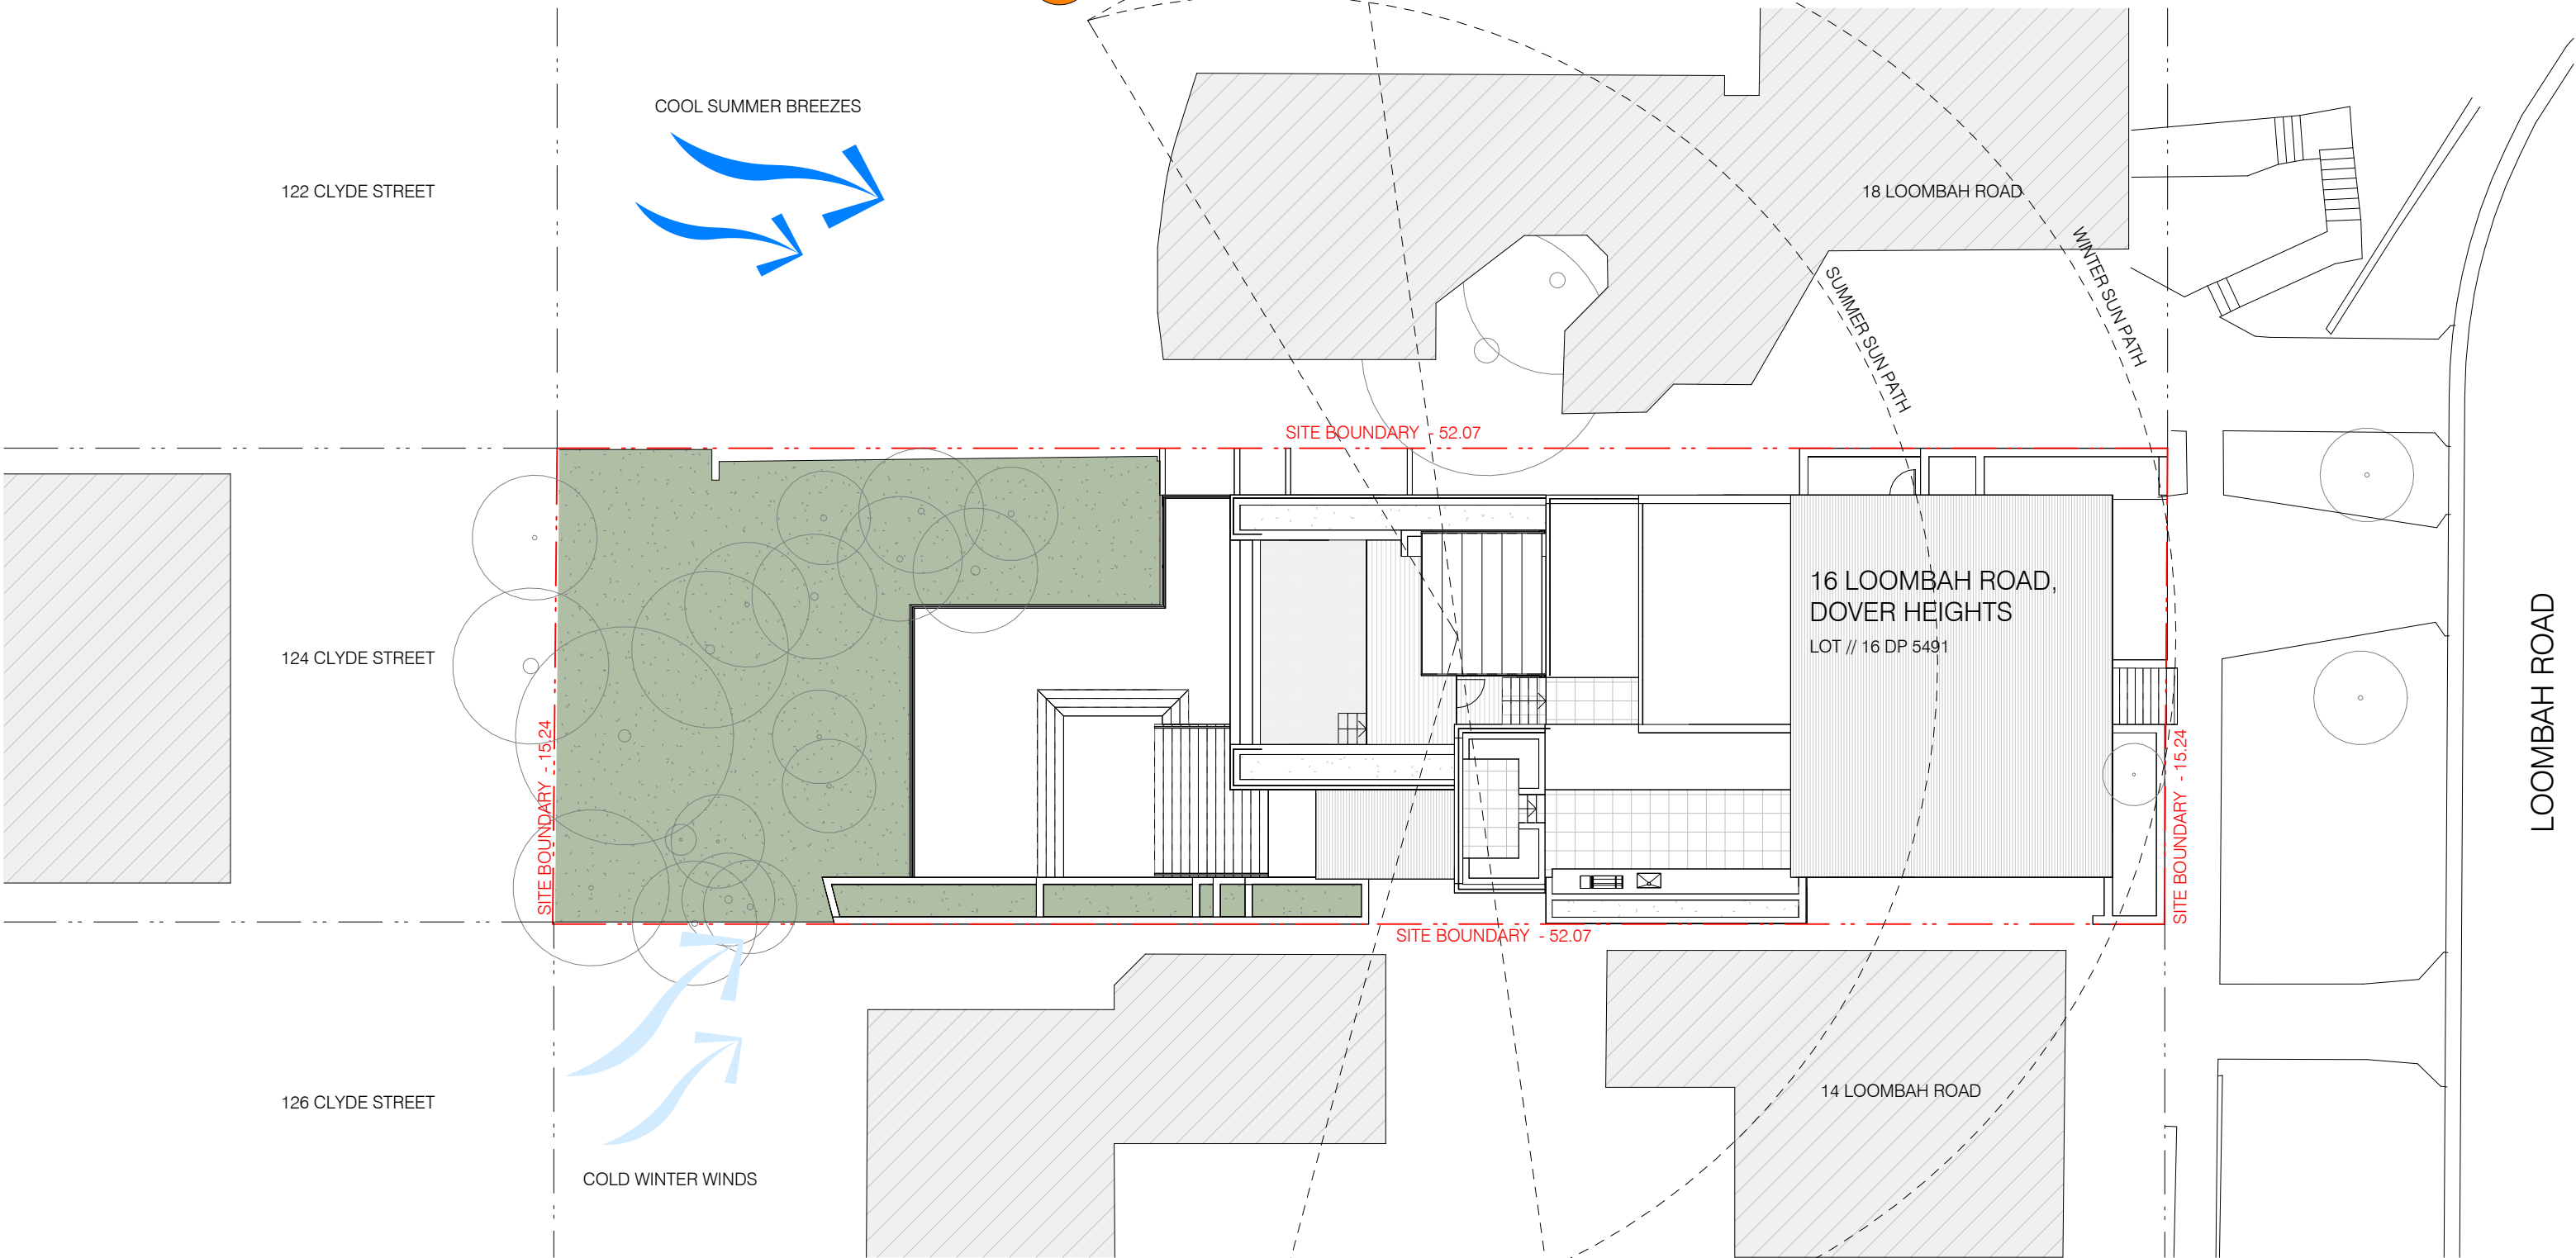 COOL SUMMER BREEZES
122 CLYDE STREET
18 LOOMBAH ROAD
WINTER SUN PATH
SUMMER SUN PATH
SITE BOUNDARY - 52.07
16 LOOMBAH ROAD,
DOVER HEIGHTS
LOT // 16 DP 5491
124 CLYDE STREET
LOOMBAH ROAD
SITE BOUNDARY - 15.24
SITE BOUNDARY - 15.24
SITE BOUNDARY - 52.07
126 CLYDE STREET
14 LOOMBAH ROAD
COLD WINTER WINDS